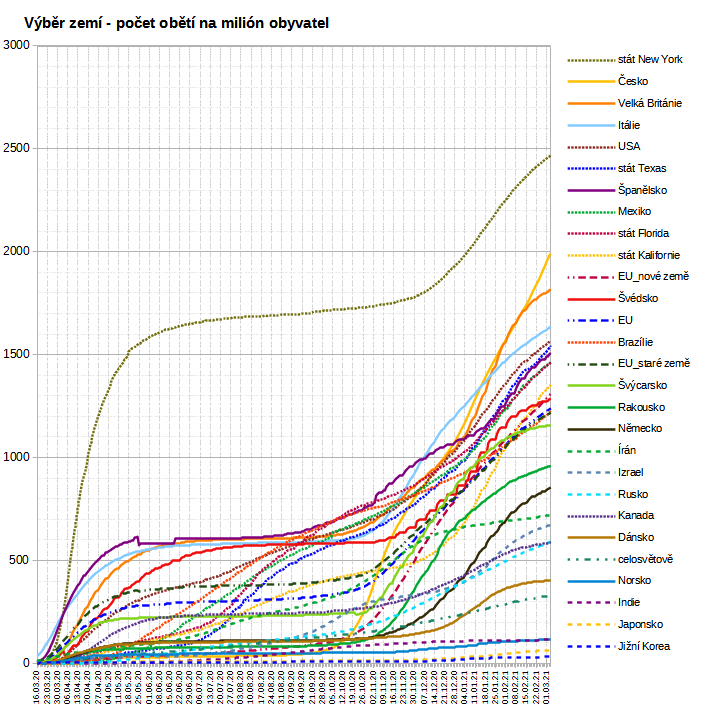 Výběr zemí - počet obětí na milión obyvatel
3000
2500
2000
1500
1000
500
0
16.03.20
23.03.20
30.03.20
06.04.20
13.04.20
20.04.20
27.04.20
04.05.20
11.05.20
18.05.20
25.05.20
01.06.20
08.06.20
15.06.20
22.06.20
29.06.20
06.07.20
13.07.20
20.07.20
27.07.20
03.08.20
10.08.20
17.08.20
24.08.20
31.08.20
07.09.20
14.09.20
21.09.20
28.09.20
05.10.20
12.10.20
19.10.20
26.10.20
02.11.20
09.11.20
16.11.20
23.11.20
30.11.20
07.12.20
14.12.20
21.12.20
28.12.20
04.01.21
11.01.21
18.01.21
25.01.21
01.02.21
08.02.21
15.02.21
22.02.21
01.03.21
stát New York
Česko
Velká Británie
Itálie
USA
stát Texas
Španělsko
Mexiko
stát Florida
stát Kalifornie
EU_nové země
Švédsko
EU
Brazílie
EU_staré země
Švýcarsko
Rakousko
Německo
Írán
Izrael
Rusko
Kanada
Dánsko
celosvětově
Norsko
Indie
Japonsko
Jižní Korea